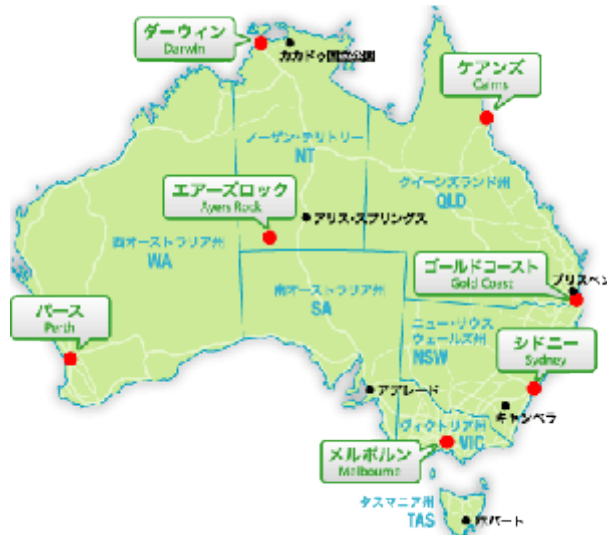 ダーウィン
Darwin
カカドゥ国立公園
ケアンズ
Cairns
ノーザン・テリトリー
NT
クイーンズランド州
QLD
エアーズロック
Ayers Rock
アリス・スプリングス
西オーストラリア州
WA
ゴールドコースト
Gold Coast
ブリスベン
南オーストラリア州
SA
パース
Perth
ニュー・サウス
ウェールズ州
NSW
シドニー
Sydney
アデレード
キャンベラ
ヴィクトリア州
VIC
メルボルン
Melbourne
タスマニア州
TAS
ホバート